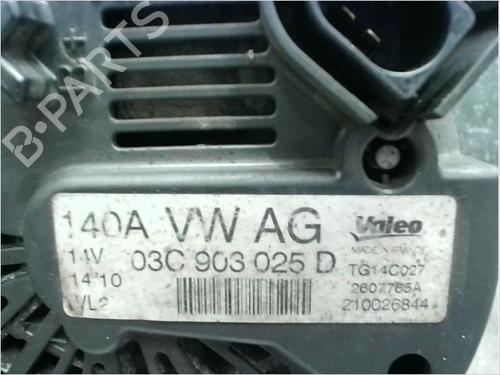 B-PARTS
140A VW AG
Valeo
MADE IN FRANCE
14V 03C 903 025 D
TG14C027
14'10
2607765A
VL2
210026844